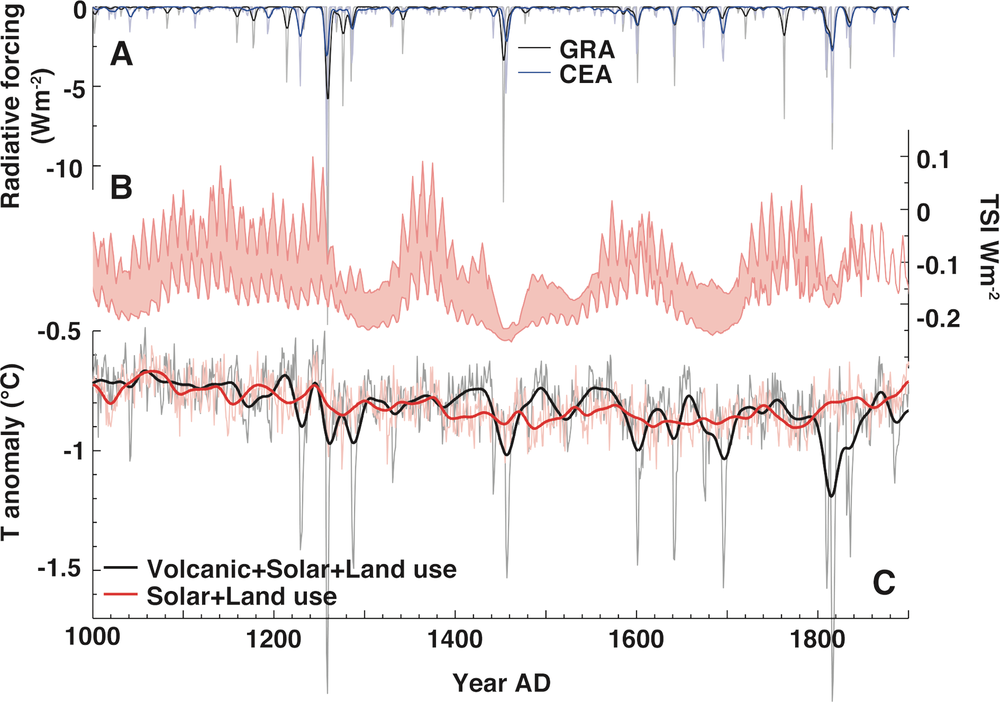 Radiative forcing
(Wm-2)
0
-5
-10
A
GRA
CEA
B
0.1
0
-0.1
-0.2
TSI Wm-2
T anomaly (°C)
-0.5
-1
-1.5
Volcanic+Solar+Land use
Solar+Land use
C
1000
1200
1400
1600
1800
Year AD